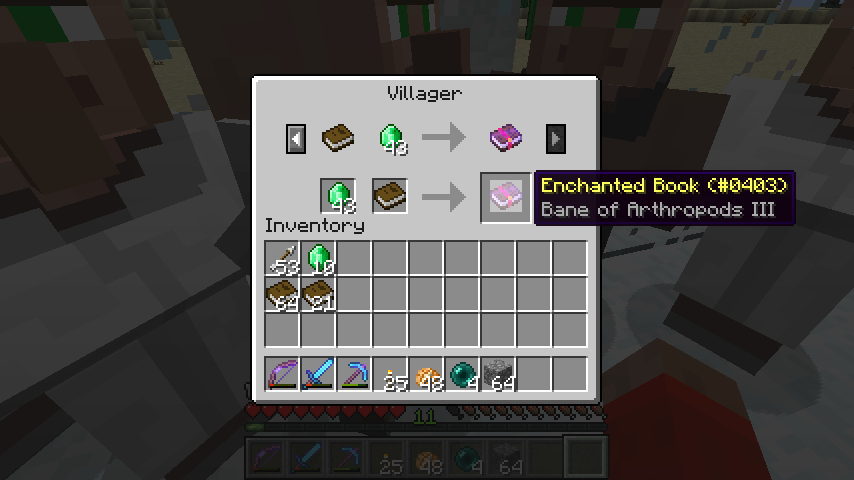 Villager
43
43
Enchanted Book (#0403)
Bane of Arthropods III
Inventory
53 10
64 21
25 48 4 64
11
25 48 4 64